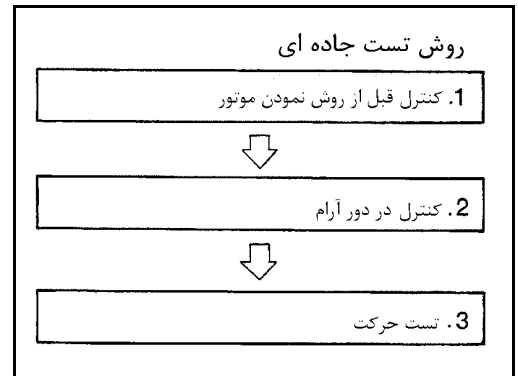 روش تست جاده ای
1. کنترل قبل از روش نمودن موتور
2. کنترل در دور آرام
3. تست حرکت